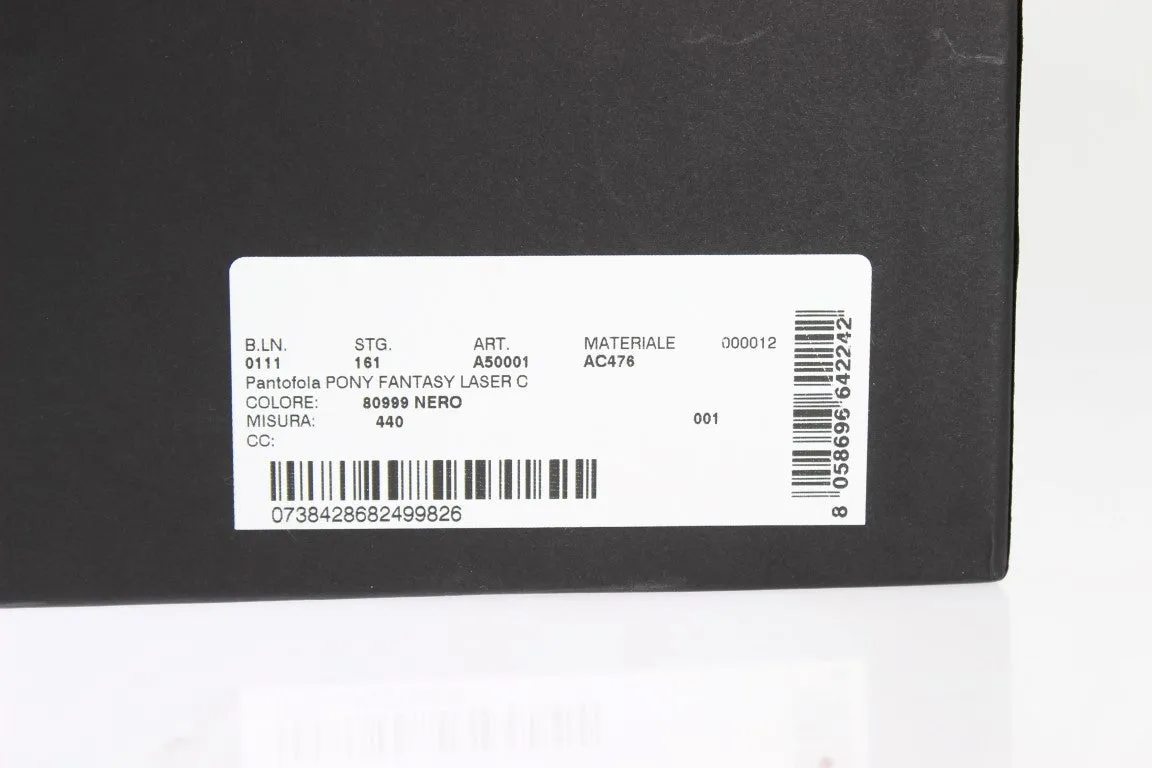 B.LN. STG. ART. MATERIALE 000012
0111 161 A50001 AC476
Pantofola PONY FANTASY LASER C
COLORE: 80999 NERO
MISURA: 440 001
CC:
0738428682499826
8 058696 642242